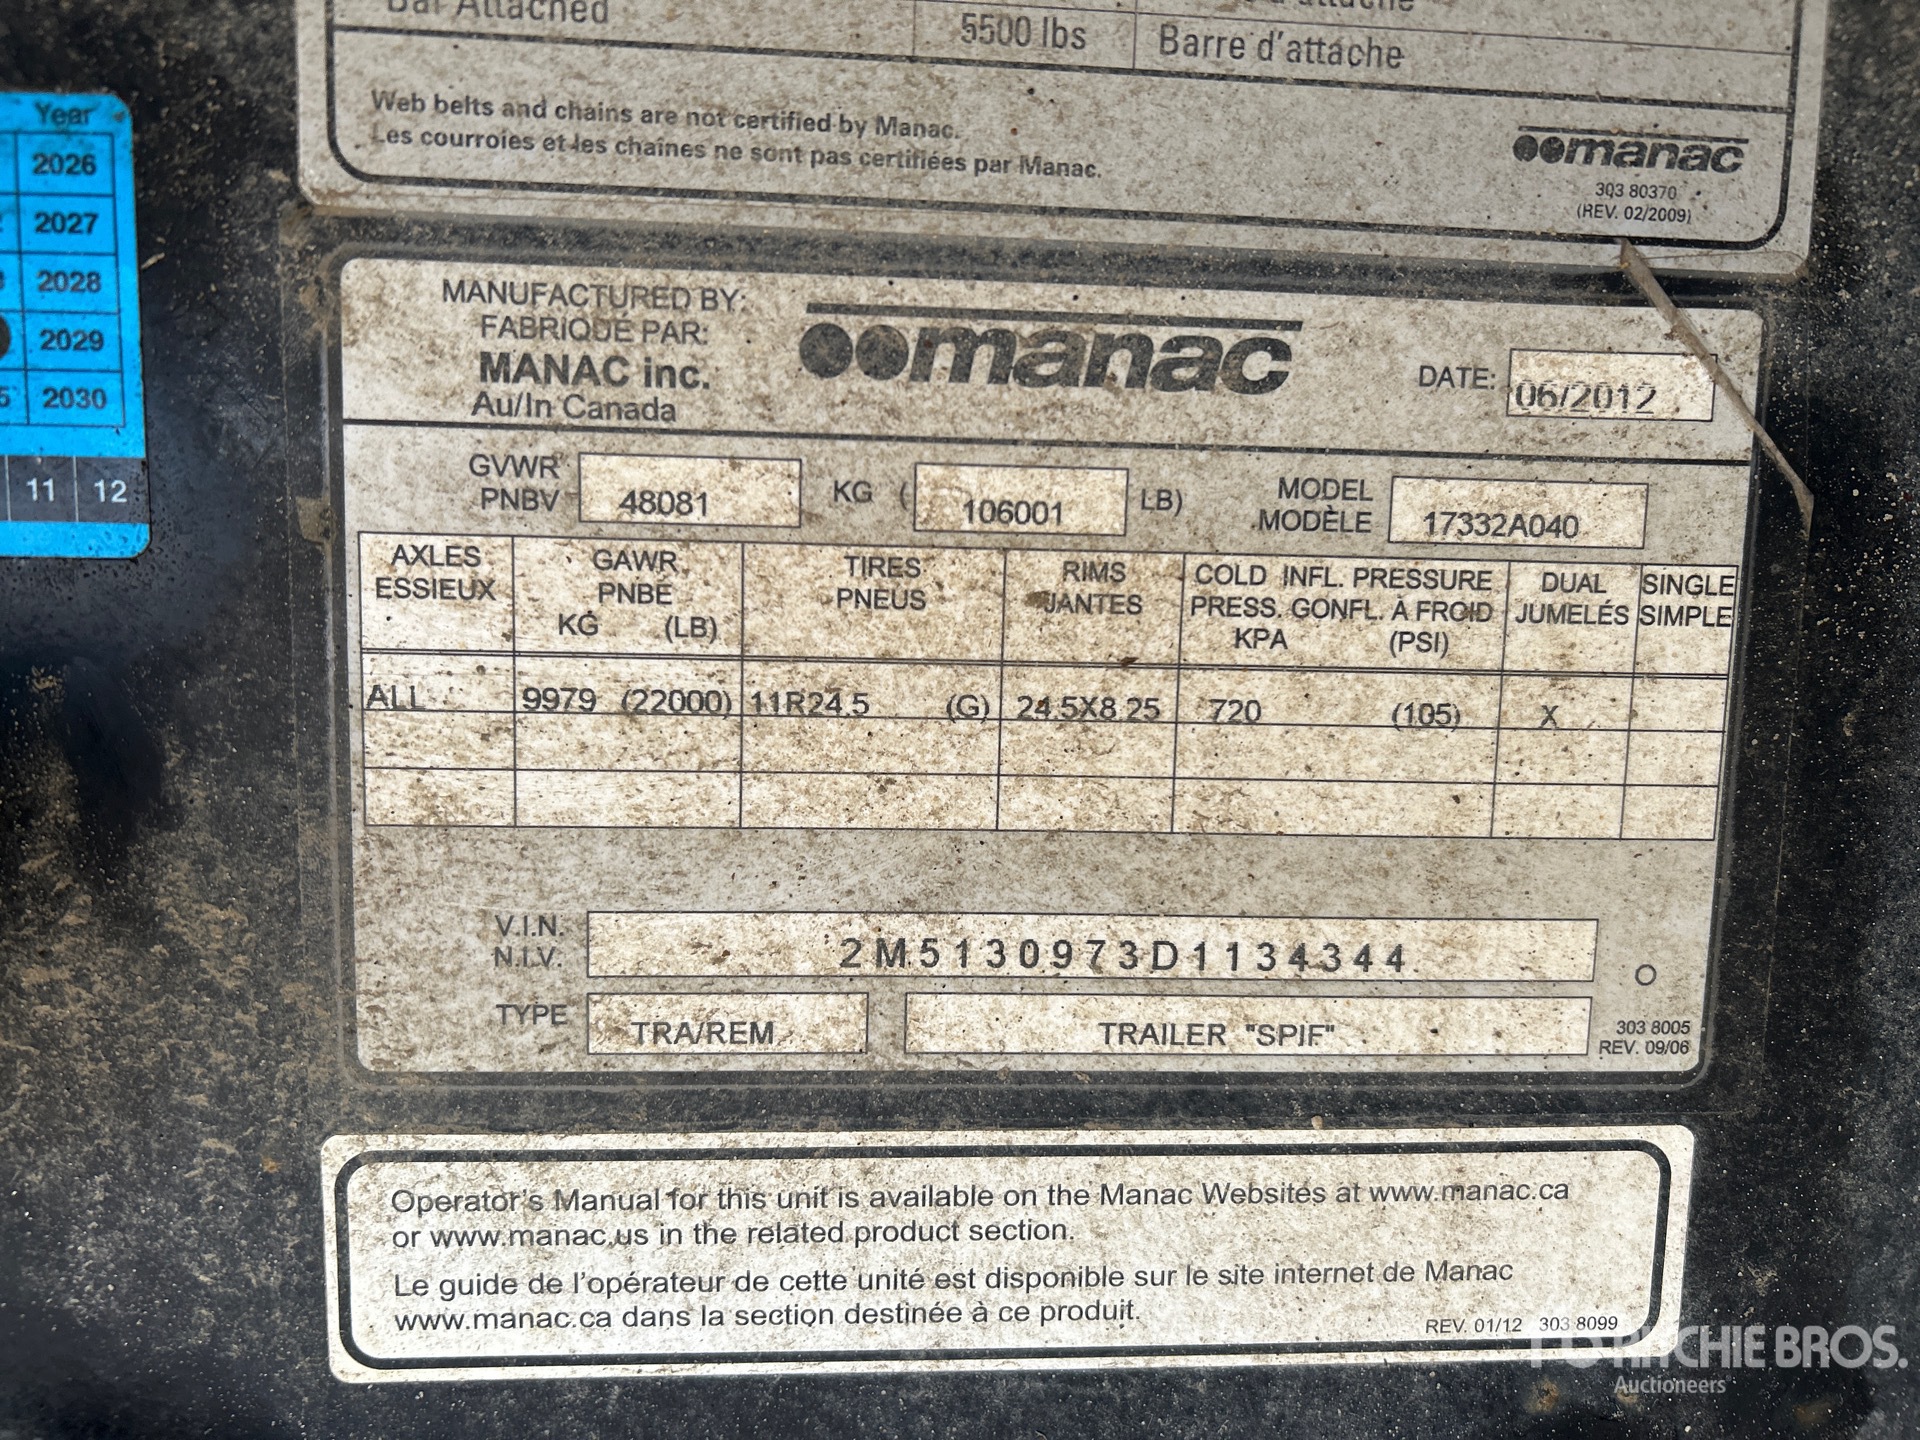 Bar Attached
5500 lbs
Barre d'attache
Web belts and chains are not certified by Manac.
Les courroies et les chaînes ne sont pas certifiées par Manac.
manac
303 80370
(REV. 02/2009)
Year
2026
2027
2028
2029
2030
11 12
MANUFACTURED BY:
FABRIQUÉ PAR:
MANAC inc.
Au/In Canada
manac
DATE: 06/2012
GVWR
PNBV 48081 KG ( 106001 LB)
MODEL
MODÈLE 17332A040
AXLES
ESSIEUX
GAWR
PNBE
KG (LB)
TIRES
PNEUS
RIMS
JANTES
COLD INFL. PRESSURE
PRESS. GONFL. À FROID
KPA (PSI)
DUAL
JUMELÉS
SINGLE
SIMPLE
ALL 9979 (22000) 11R24.5 (G) 24.5X8.25 720 (105) X
V.I.N.
N.I.V. 2M5130973D1134344
TYPE TRA/REM TRAILER "SPIF"
303 8005
REV. 09/06
Operator's Manual for this unit is available on the Manac Websites at www.manac.ca
or www.manac.us in the related product section.
Le guide de l'opérateur de cette unité est disponible sur le site internet de Manac
www.manac.ca dans la section destinée à ce produit.
REV. 01/12 303 8099
RITCHIE BROS.
Auctioneers